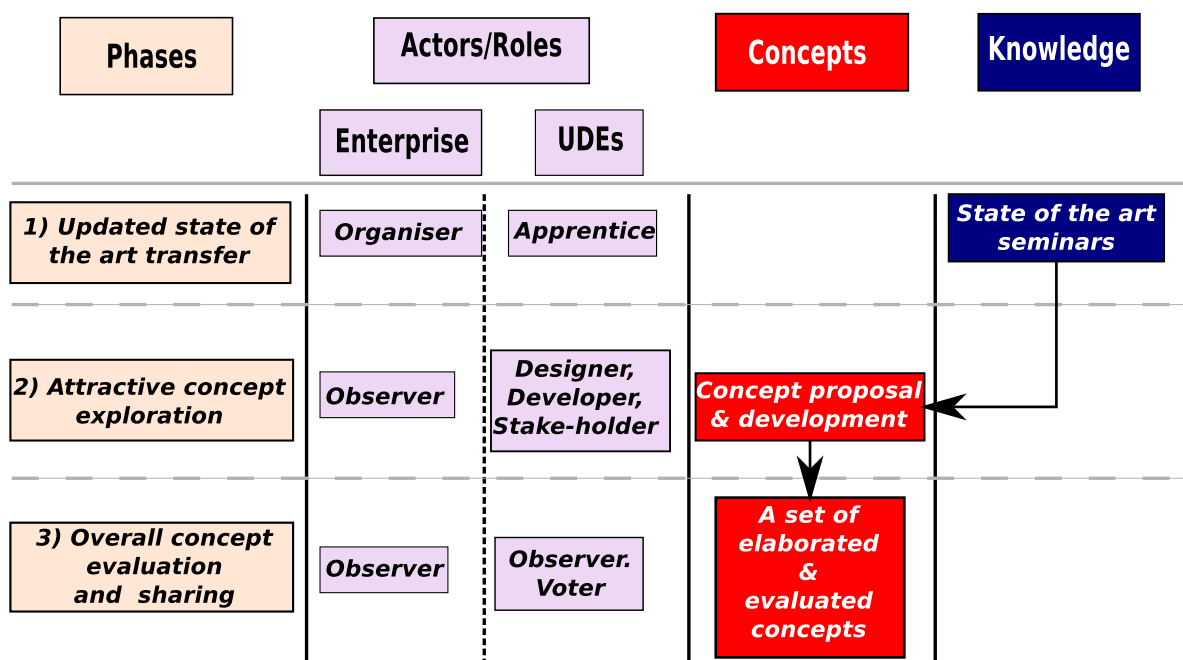 Phases
Actors/Roles
Concepts
Knowledge
Enterprise
UDEs
1) Updated state of
the art transfer
Organiser
Apprentice
State of the art
seminars
2) Attractive concept
exploration
Observer
Designer,
Developer,
Stake-holder
Concept proposal
& development
3) Overall concept
evaluation
and sharing
Observer
Observer.
Voter
A set of
elaborated
&
evaluated
concepts